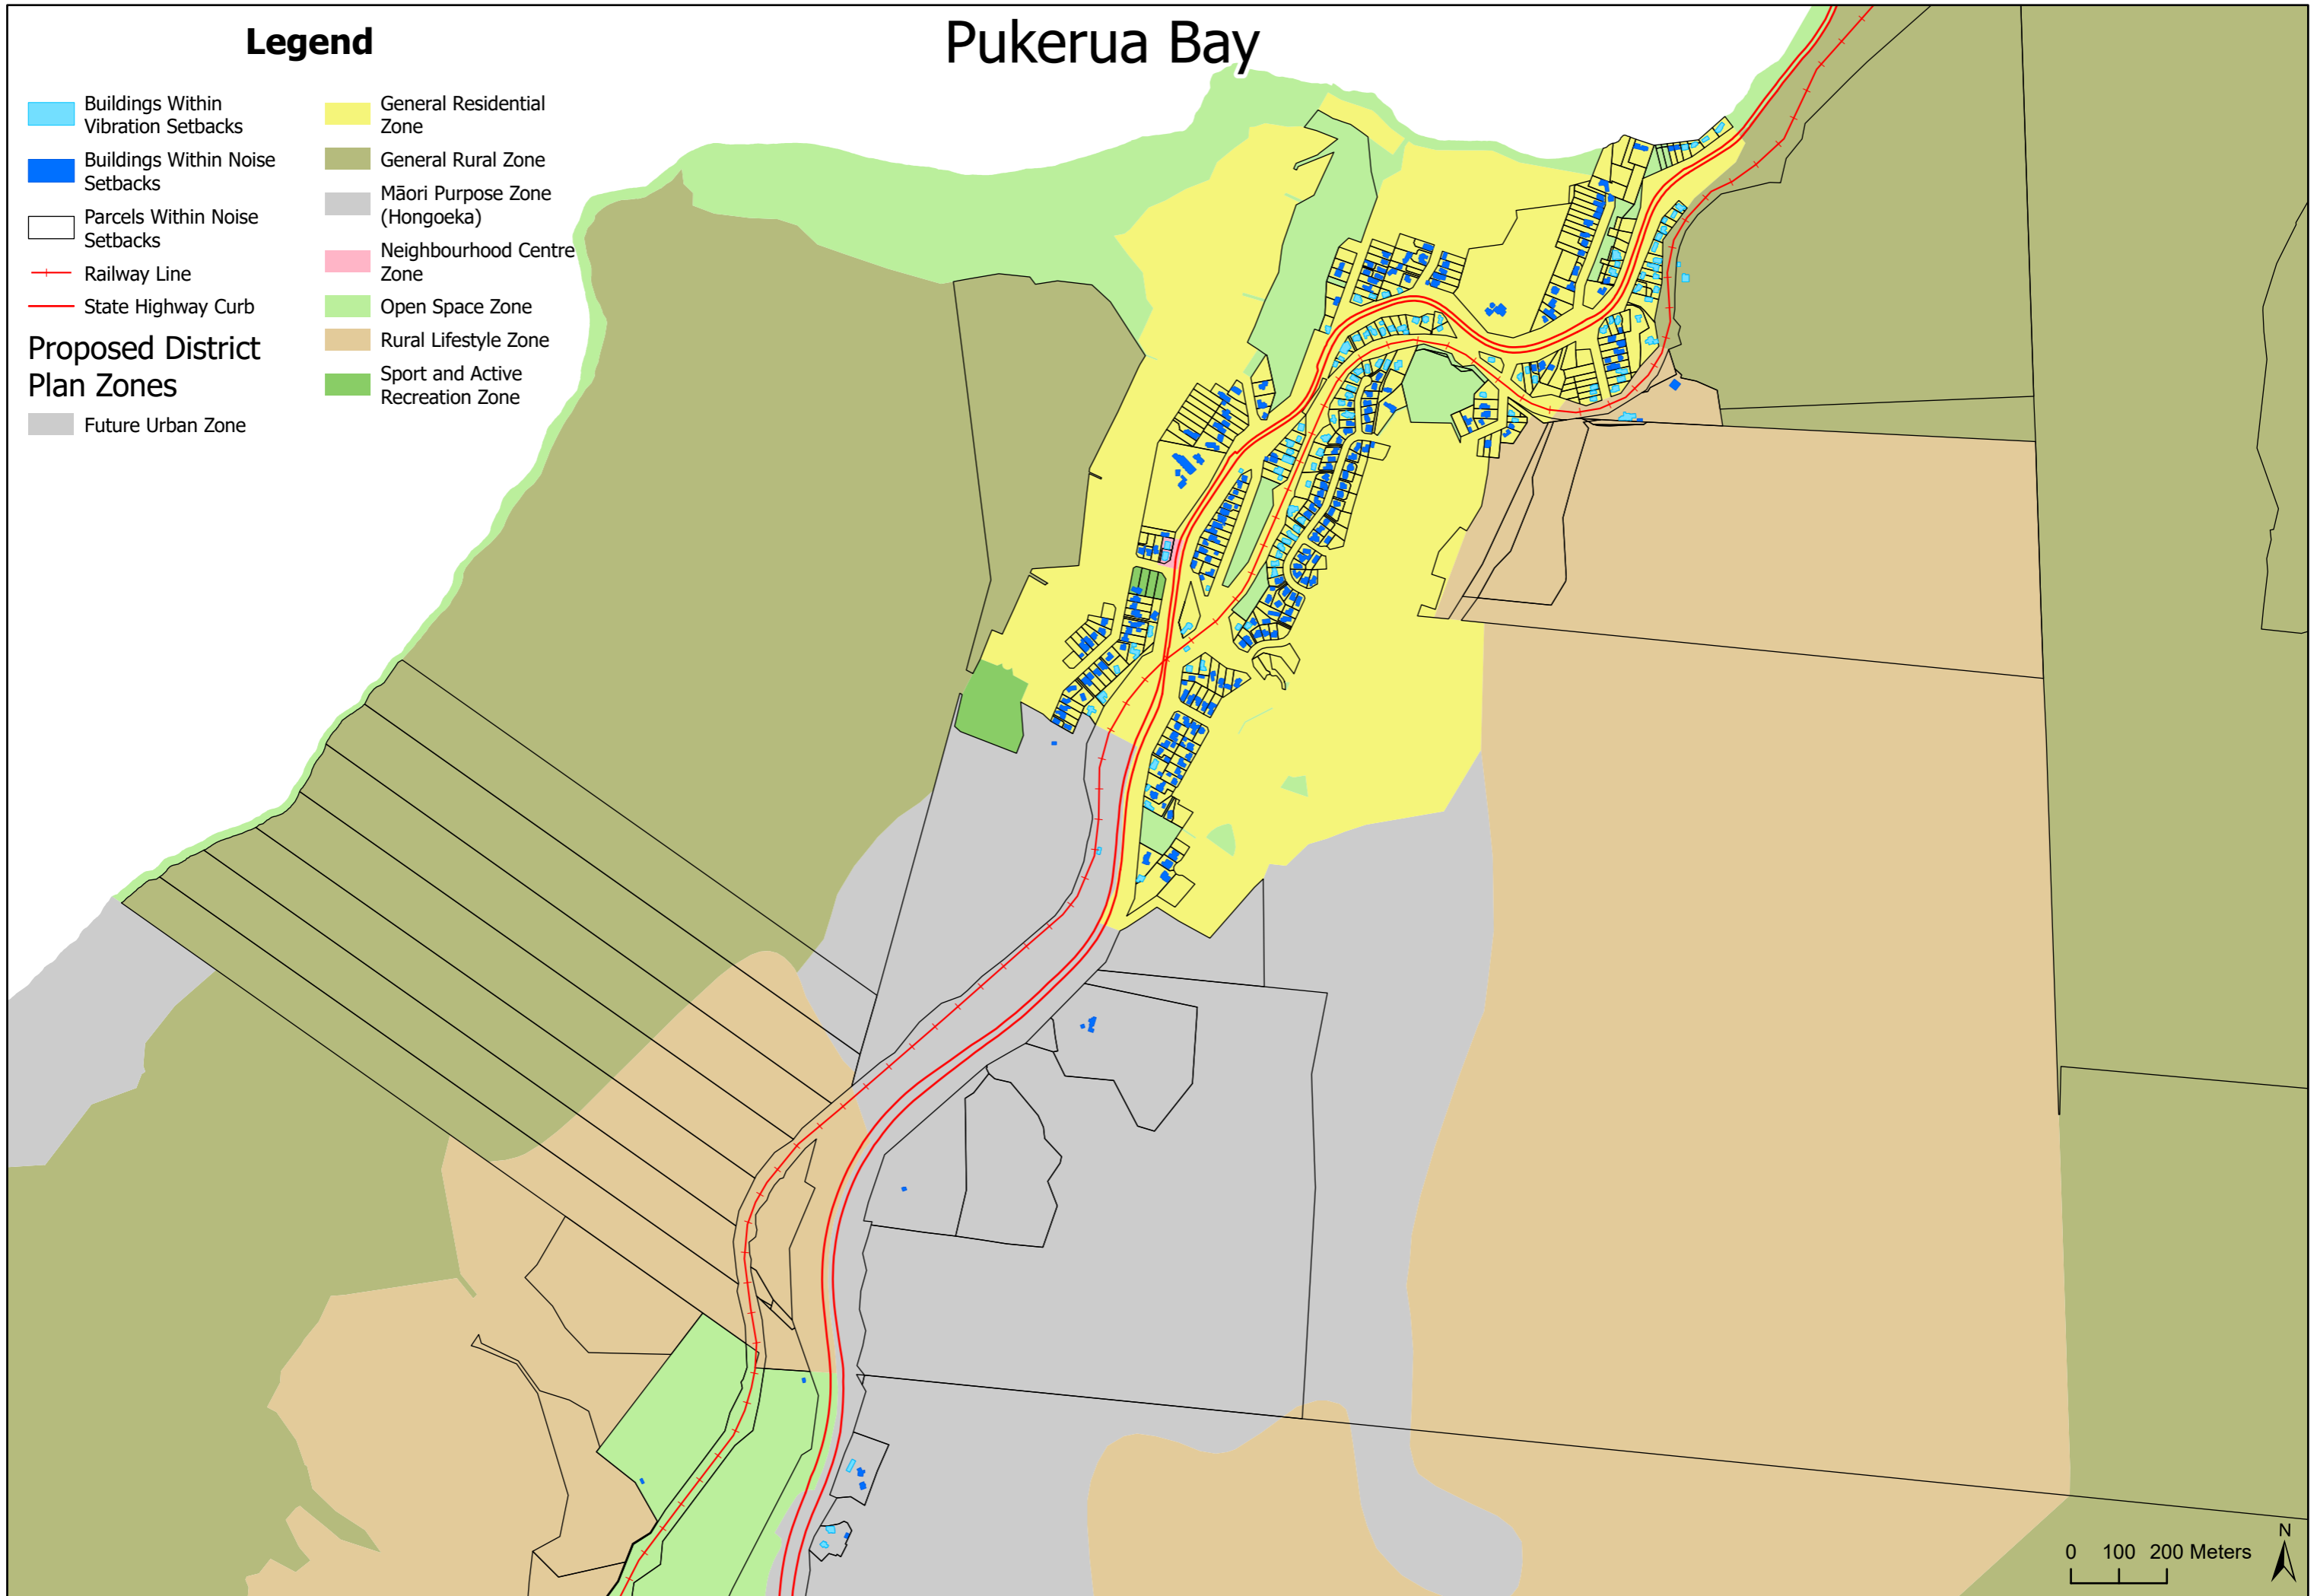 Pukerua Bay
Legend
Buildings Within
Vibration Setbacks
Buildings Within Noise
Setbacks
Parcels Within Noise
Setbacks
Railway Line
State Highway Curb
Proposed District
Plan Zones
Future Urban Zone
General Residential
Zone
General Rural Zone
Māori Purpose Zone
(Hongoeka)
Neighbourhood Centre
Zone
Open Space Zone
Rural Lifestyle Zone
Sport and Active
Recreation Zone
N
0 100 200 Meters